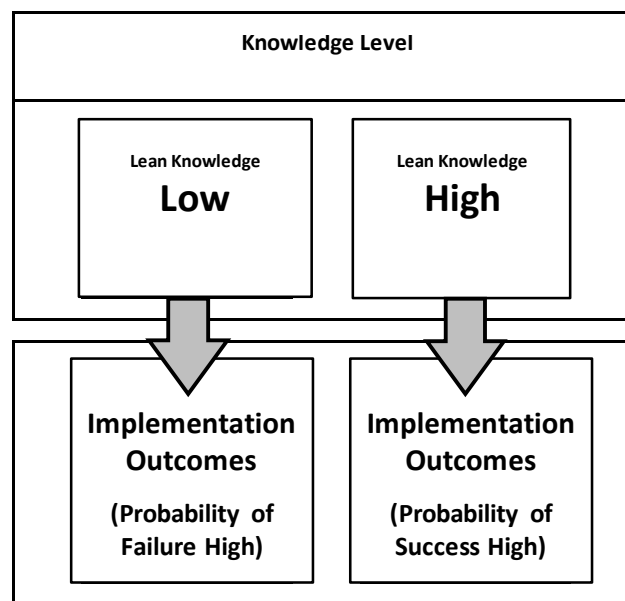 Knowledge Level
Lean Knowledge
Low
Lean Knowledge
High
Implementation
Outcomes
(Probability of
Failure High)
Implementation
Outcomes
(Probability of
Success High)